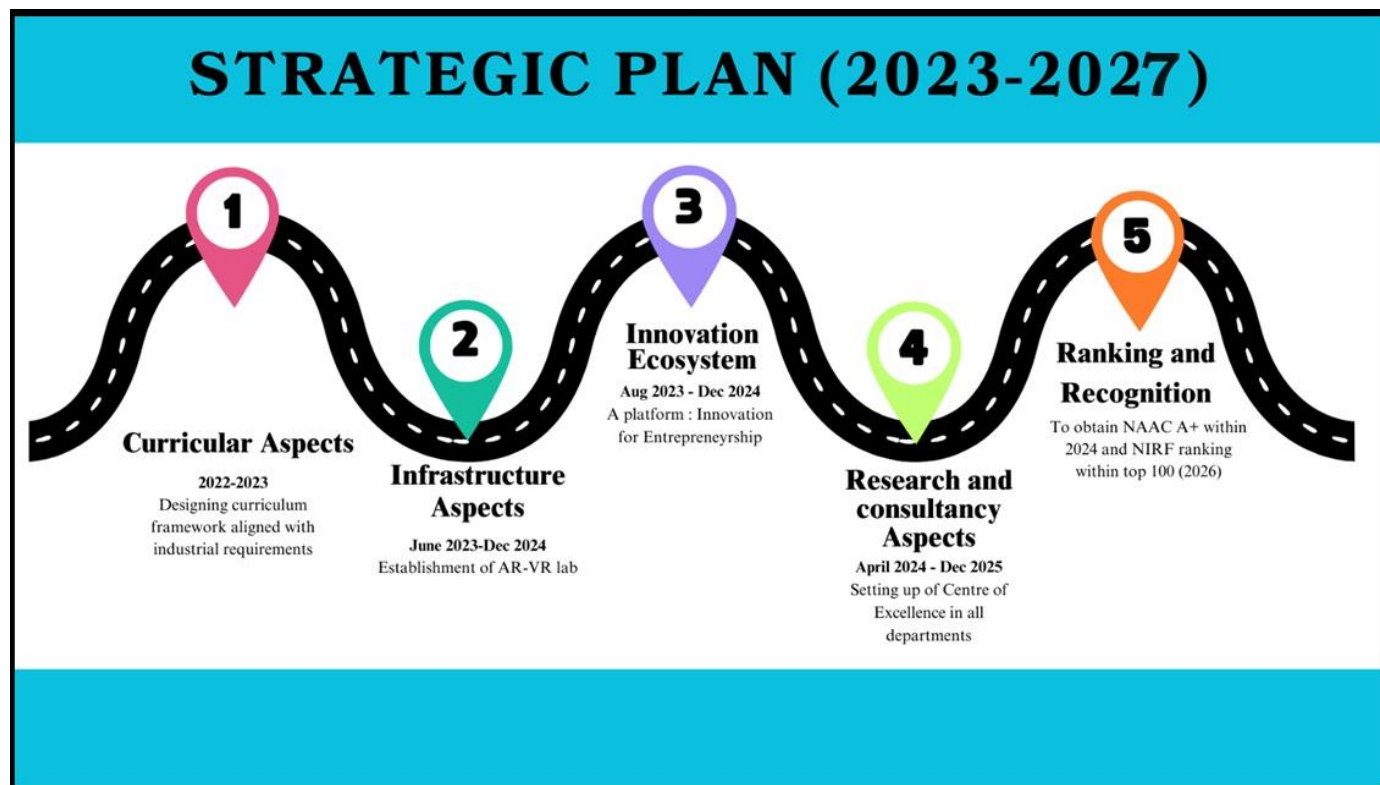 STRATEGIC PLAN (2023-2027)
1
Curricular Aspects
2022-2023
Designing curriculum
framework aligned with
industrial requirements
2
Infrastructure
Aspects
June 2023-Dec 2024
Establishment of AR-VR lab
3
Innovation
Ecosystem
Aug 2023 - Dec 2024
A platform : Innovation
for Entrepreneyrship
4
Research and
consultancy
Aspects
April 2024 - Dec 2025
Setting up of Centre of
Excellence in all
departments
5
Ranking and
Recognition
To obtain NAAC A+ within
2024 and NIRF ranking
within top 100 (2026)